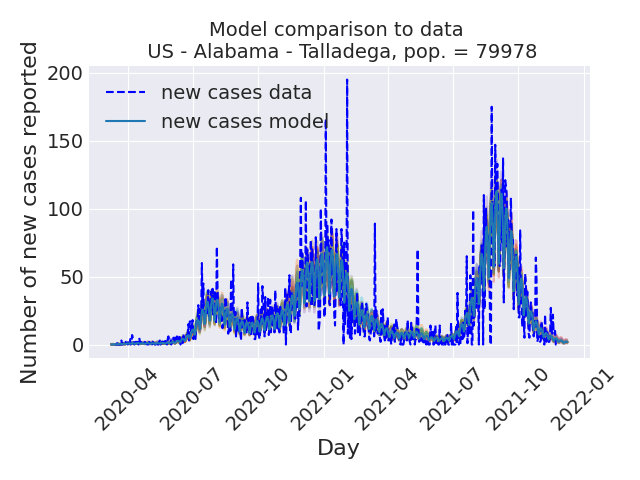 Model comparison to data
US - Alabama - Talladega, pop. = 79978
Number of new cases reported
200
150
100
50
0
new cases data
new cases model
2020-04
2020-07
2020-10
2021-01
2021-04
2021-07
2021-10
2022-01
Day